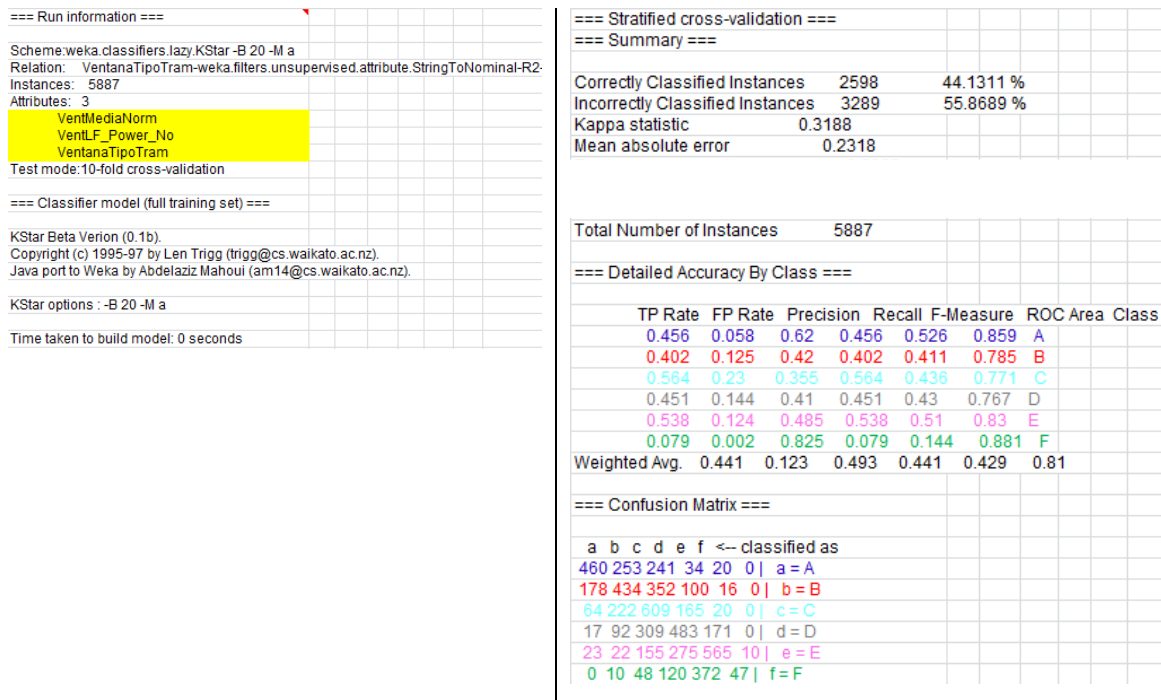 === Run information ===
Scheme:weka.classifiers.lazy.KStar -B 20 -M a
Relation: VentanaTipoTram-weka.filters.unsupervised.attribute.StringToNominal-R2-
Instances: 5887
Attributes: 3
VentMediaNorm
VentLF_Power_No
VentanaTipoTram
Test mode:10-fold cross-validation
=== Classifier model (full training set) ===
KStar Beta Verion (0.1b).
Copyright (c) 1995-97 by Len Trigg (trigg@cs.waikato.ac.nz).
Java port to Weka by Abdelaziz Mahoui (am14@cs.waikato.ac.nz).
KStar options : -B 20 -M a
Time taken to build model: 0 seconds
=== Stratified cross-validation ===
=== Summary ===
Correctly Classified Instances 2598 44.1311 %
Incorrectly Classified Instances 3289 55.8689 %
Kappa statistic 0.3188
Mean absolute error 0.2318
Total Number of Instances 5887
=== Detailed Accuracy By Class ===
TP Rate FP Rate Precision Recall F-Measure ROC Area Class
0.456 0.058 0.62 0.456 0.526 0.859 A
0.402 0.125 0.42 0.402 0.411 0.785 B
0.564 0.23 0.355 0.564 0.436 0.771 C
0.451 0.144 0.41 0.451 0.43 0.767 D
0.538 0.124 0.485 0.538 0.51 0.83 E
0.079 0.002 0.825 0.079 0.144 0.881 F
Weighted Avg. 0.441 0.123 0.493 0.441 0.429 0.81
=== Confusion Matrix ===
a b c d e f <-- classified as
460 253 241 34 20 0 | a = A
178 434 352 100 16 0 | b = B
64 222 609 165 20 0 | c = C
17 92 309 483 171 0 | d = D
23 22 155 275 565 10 | e = E
0 10 48 120 372 47 | f = F